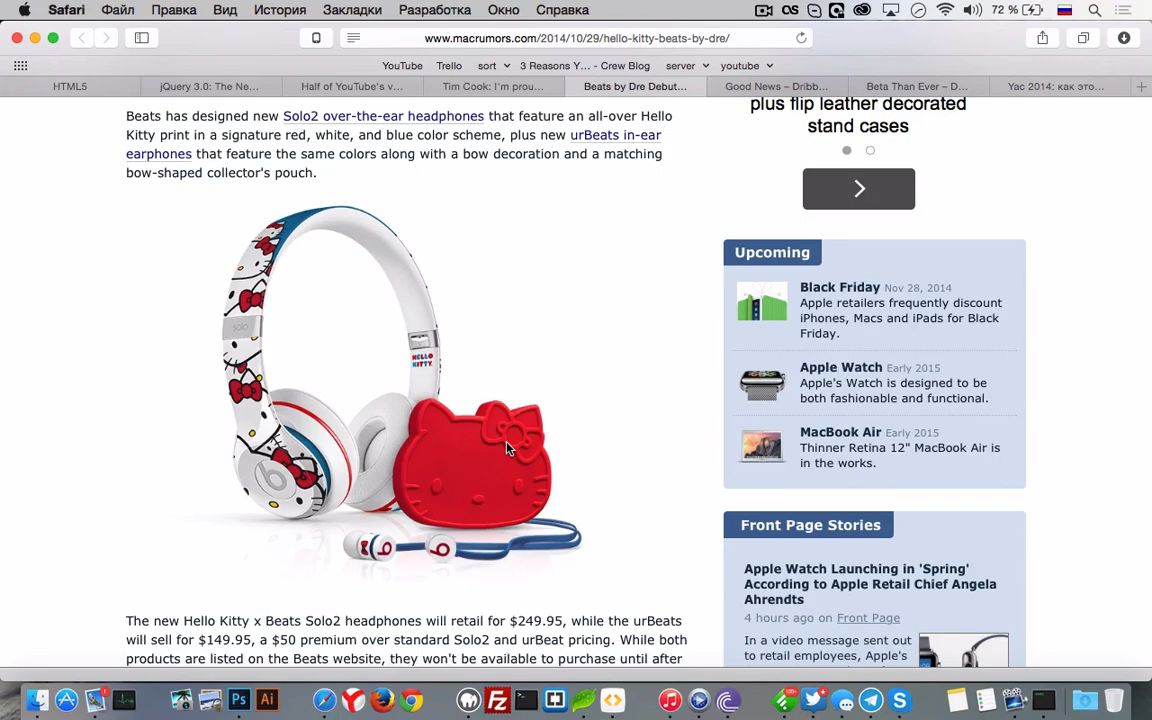 Safari Файл Правка Вид История Закладки Разработка Окно Справка 72 %
www.macrumors.com/2014/10/29/hello-kitty-beats-by-dre/
YouTube Trello sort 3 Reasons Y… - Crew Blog server youtube
HTML5 jQuery 3.0: The Ne… Half of YouTube's v… Tim Cook: I'm prou… Beats by Dre Debut… Good News – Dribb… Beta Than Ever – D… Yac 2014: как это…
Beats has designed new Solo2 over-the-ear headphones that feature an all-over Hello
Kitty print in a signature red, white, and blue color scheme, plus new urBeats in-ear
earphones that feature the same colors along with a bow decoration and a matching
bow-shaped collector's pouch.
solo
HELLO
KITTY
The new Hello Kitty x Beats Solo2 headphones will retail for $249.95, while the urBeats
will sell for $149.95, a $50 premium over standard Solo2 and urBeat pricing. While both
products are listed on the Beats website, they won't be available to purchase until after
plus flip leather decorated
stand cases
Upcoming
Black Friday Nov 28, 2014
Apple retailers frequently discount
iPhones, Macs and iPads for Black
Friday.
Apple Watch Early 2015
Apple's Watch is designed to be
both fashionable and functional.
MacBook Air Early 2015
Thinner Retina 12" MacBook Air is
in the works.
Front Page Stories
Apple Watch Launching in 'Spring'
According to Apple Retail Chief Angela
Ahrendts
4 hours ago on Front Page
In a video message sent out
to retail employees, Apple's
Ps Ai